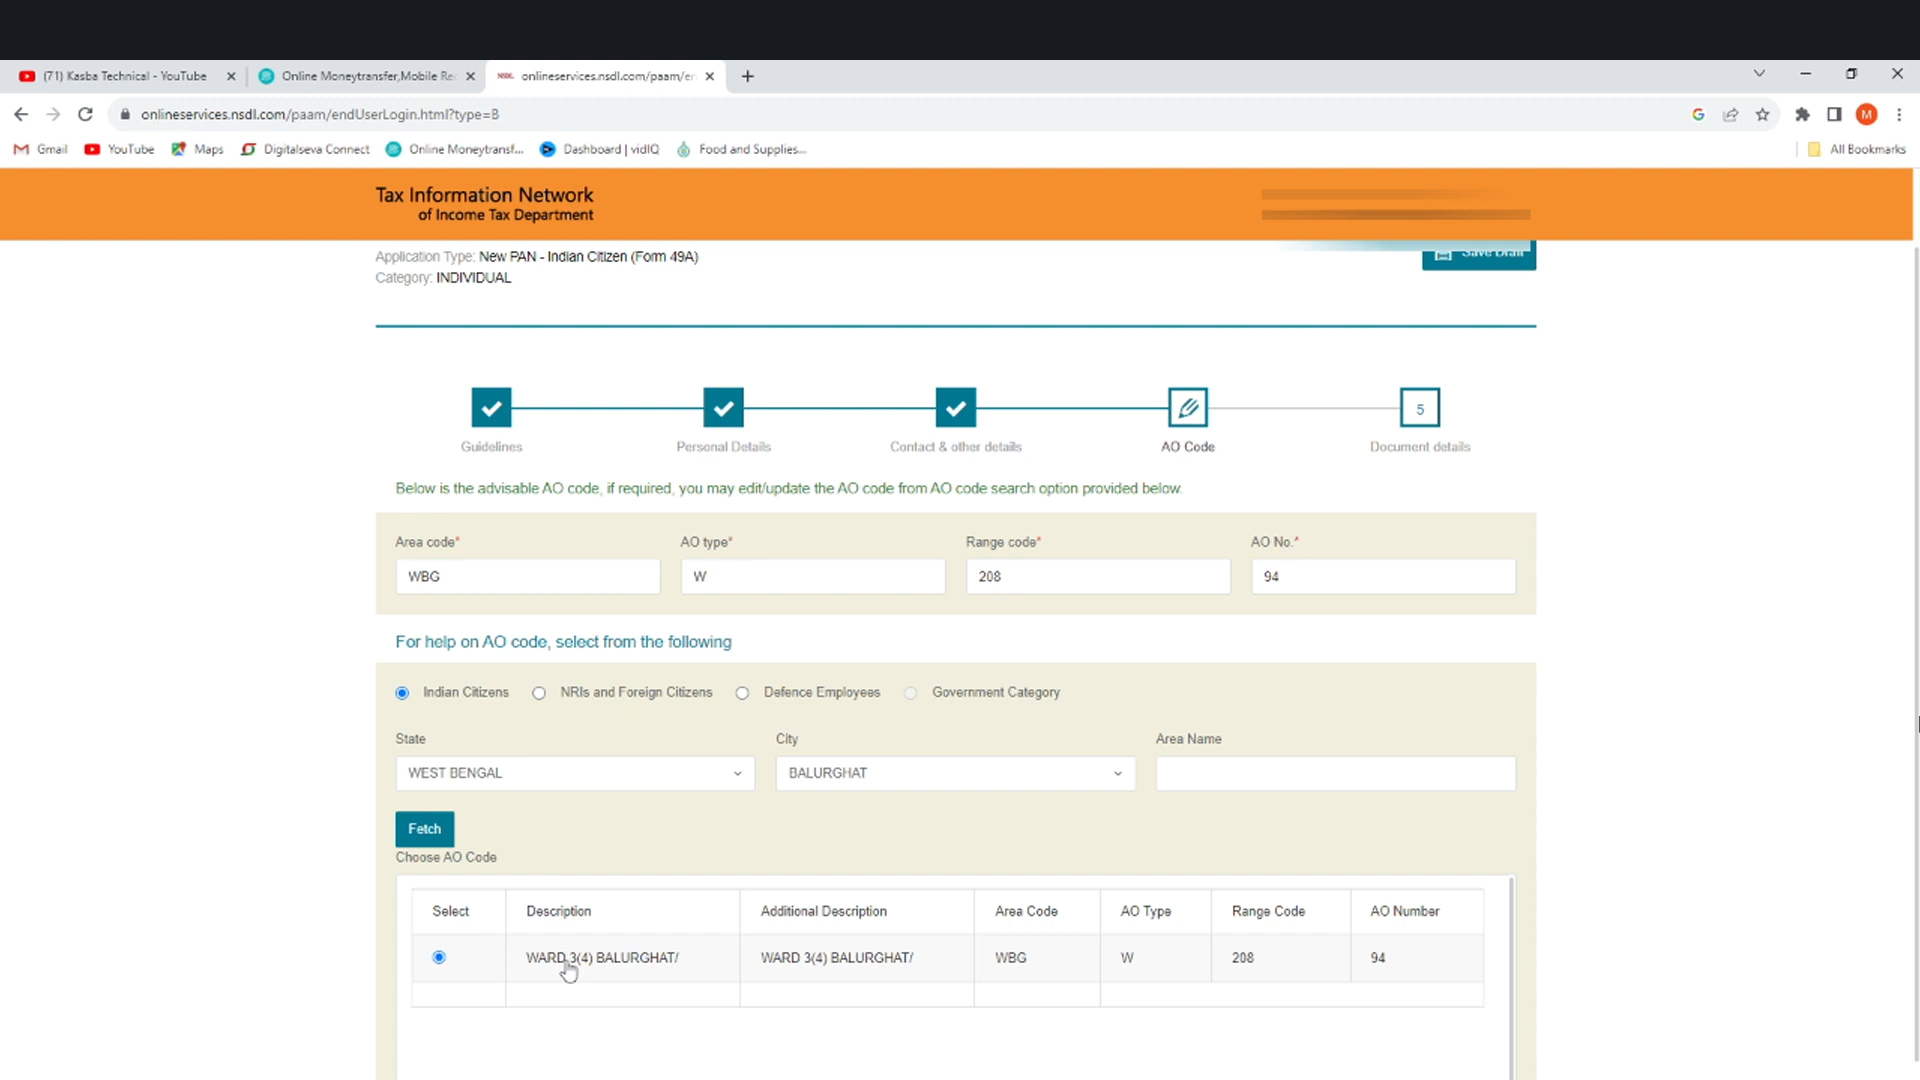 (71) Kasba Technical - YouTube
Online Moneytransfer,Mobile Re
NSDL onlineservices.nsdl.com/paam/en
onlineservices.nsdl.com/paam/endUserLogin.html?type=B
G
M
Gmail YouTube Maps Digitalseva Connect Online Moneytransf... Dashboard | vidIQ Food and Supplies... All Bookmarks
Tax Information Network
of Income Tax Department
Application Type: New PAN - Indian Citizen (Form 49A)
Save Draft
Category: INDIVIDUAL
5
Guidelines Personal Details Contact & other details AO Code Document details
Below is the advisable AO code, if required, you may edit/update the AO code from AO code search option provided below.
Area code* AO type* Range code* AO No.*
WBG W 208 94
For help on AO code, select from the following
Indian Citizens NRIs and Foreign Citizens Defence Employees Government Category
State City Area Name
WEST BENGAL BALURGHAT
Fetch
Choose AO Code
Select Description Additional Description Area Code AO Type Range Code AO Number
WARD 3(4) BALURGHAT/ WARD 3(4) BALURGHAT/ WBG W 208 94